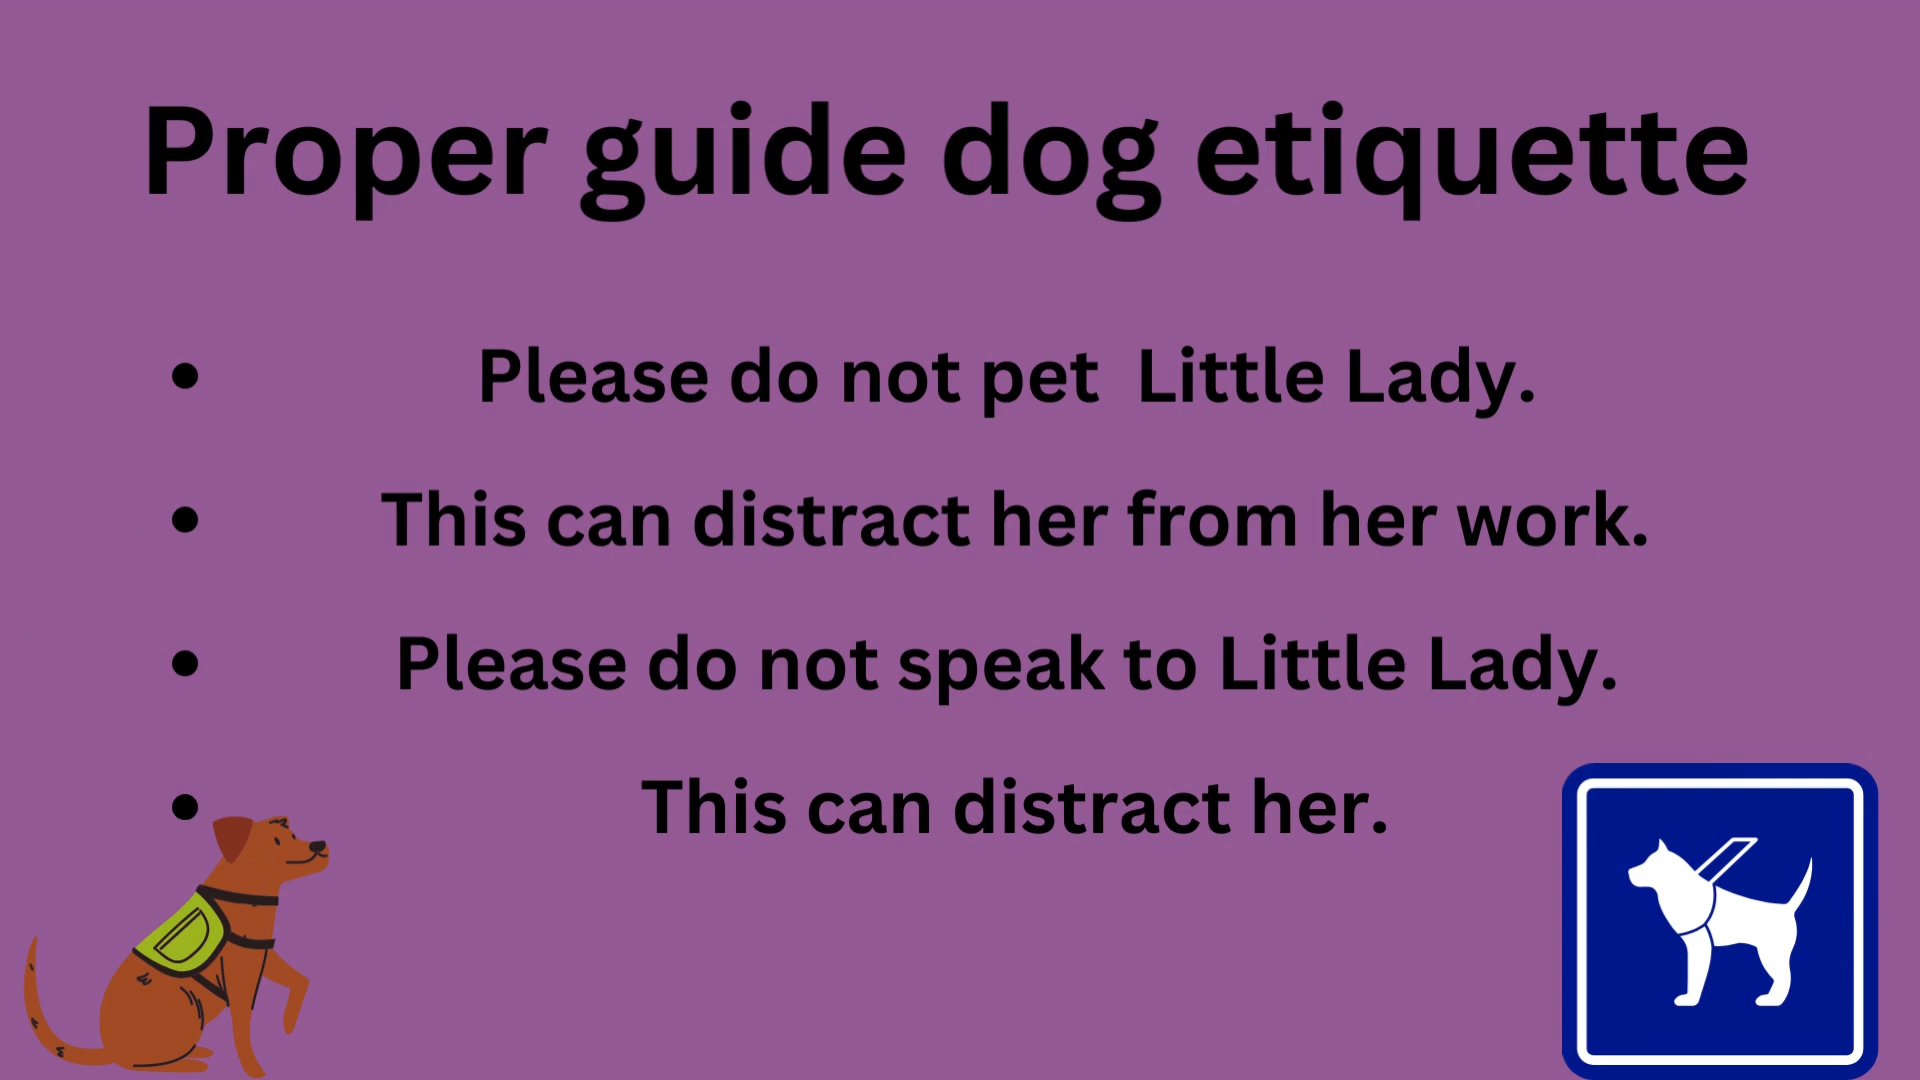 Proper guide dog etiquette
• Please do not pet  Little Lady.
• This can distract her from her work.
• Please do not speak to Little Lady.
• This can distract her.